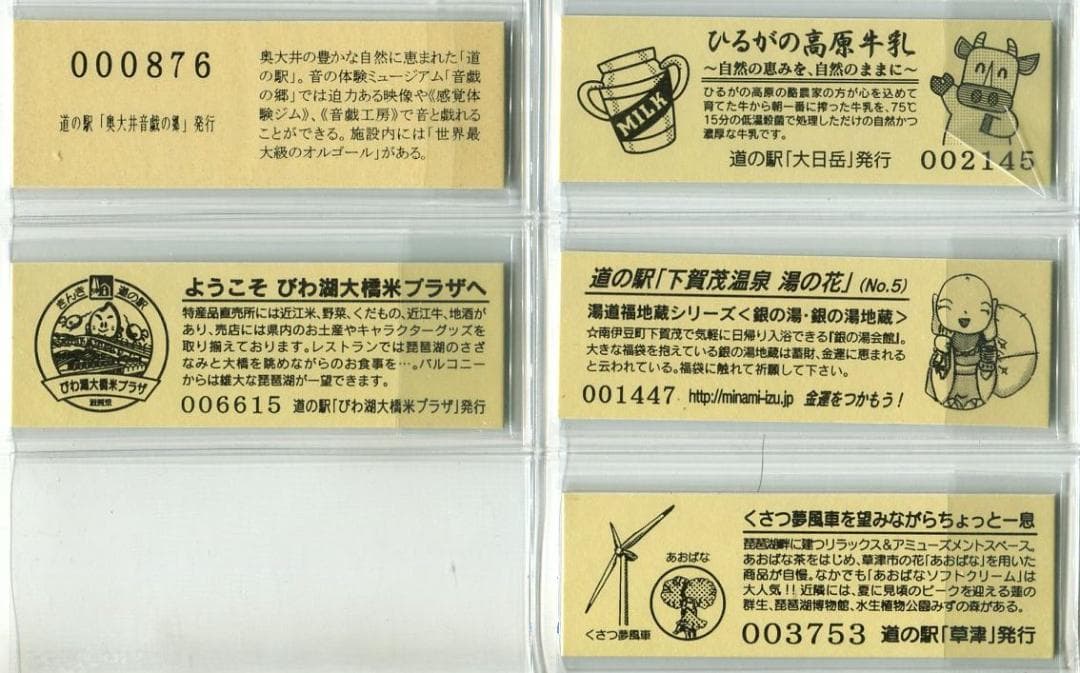 000876
道の駅「奥大井音戯の郷」発行
奥大井の豊かな自然に恵まれた「道
の駅」。音の体験ミュージアム「音戯
の郷」では迫力ある映像や《感覚体
験ジム》、《音戯工房》で音と戯れる
ことができる。施設内には「世界最
大級のオルゴール」がある。
MILK
ひるがの高原牛乳
〜自然の恵みを、自然のままに〜
ひるがの高原の酪農家の方が心を込めて
育てた牛から朝一番に搾った牛乳を、75℃
15分の低温殺菌で処理しただけの自然かつ
濃厚な牛乳です。
道の駅「大日岳」発行 002145
きんき 道の駅
びわ湖大橋米プラザ
滋賀県
ようこそ びわ湖大橋米プラザへ
特産品直売所には近江米、野菜、くだもの、近江牛、地酒が
あり、売店には県内のお土産やキャラクターグッズを
取り揃えております。レストランでは琵琶湖のさざ
なみと大橋を眺めながらのお食事を…。バルコニー
からは雄大な琵琶湖が一望できます。
006615 道の駅「びわ湖大橋米プラザ」発行
道の駅「下賀茂温泉 湯の花」(No.5)
湯道福地蔵シリーズ<銀の湯・銀の湯地蔵>
☆南伊豆町下賀茂で気軽に日帰り入浴できる『銀の湯会館』。
大きな福袋を抱えている銀の湯地蔵は蓄財、金運に恵まれる
と云われている。福袋に触れて祈願して下さい。
001447 http://minami-izu.jp 金運をつかもう!
くさつ夢風車
あおばな
くさつ夢風車を望みながらちょっと一息
琵琶湖畔に建つリラックス&アミューズメントスペース。
あおばな茶をはじめ、草津市の花「あおばな」を用いた
商品が自慢。なかでも「あおばなソフトクリーム」は
大人気!! 近隣には、夏に見頃のピークを迎える蓮の
群生、琵琶湖博物館、水生植物公園みずの森がある。
003753 道の駅「草津」発行